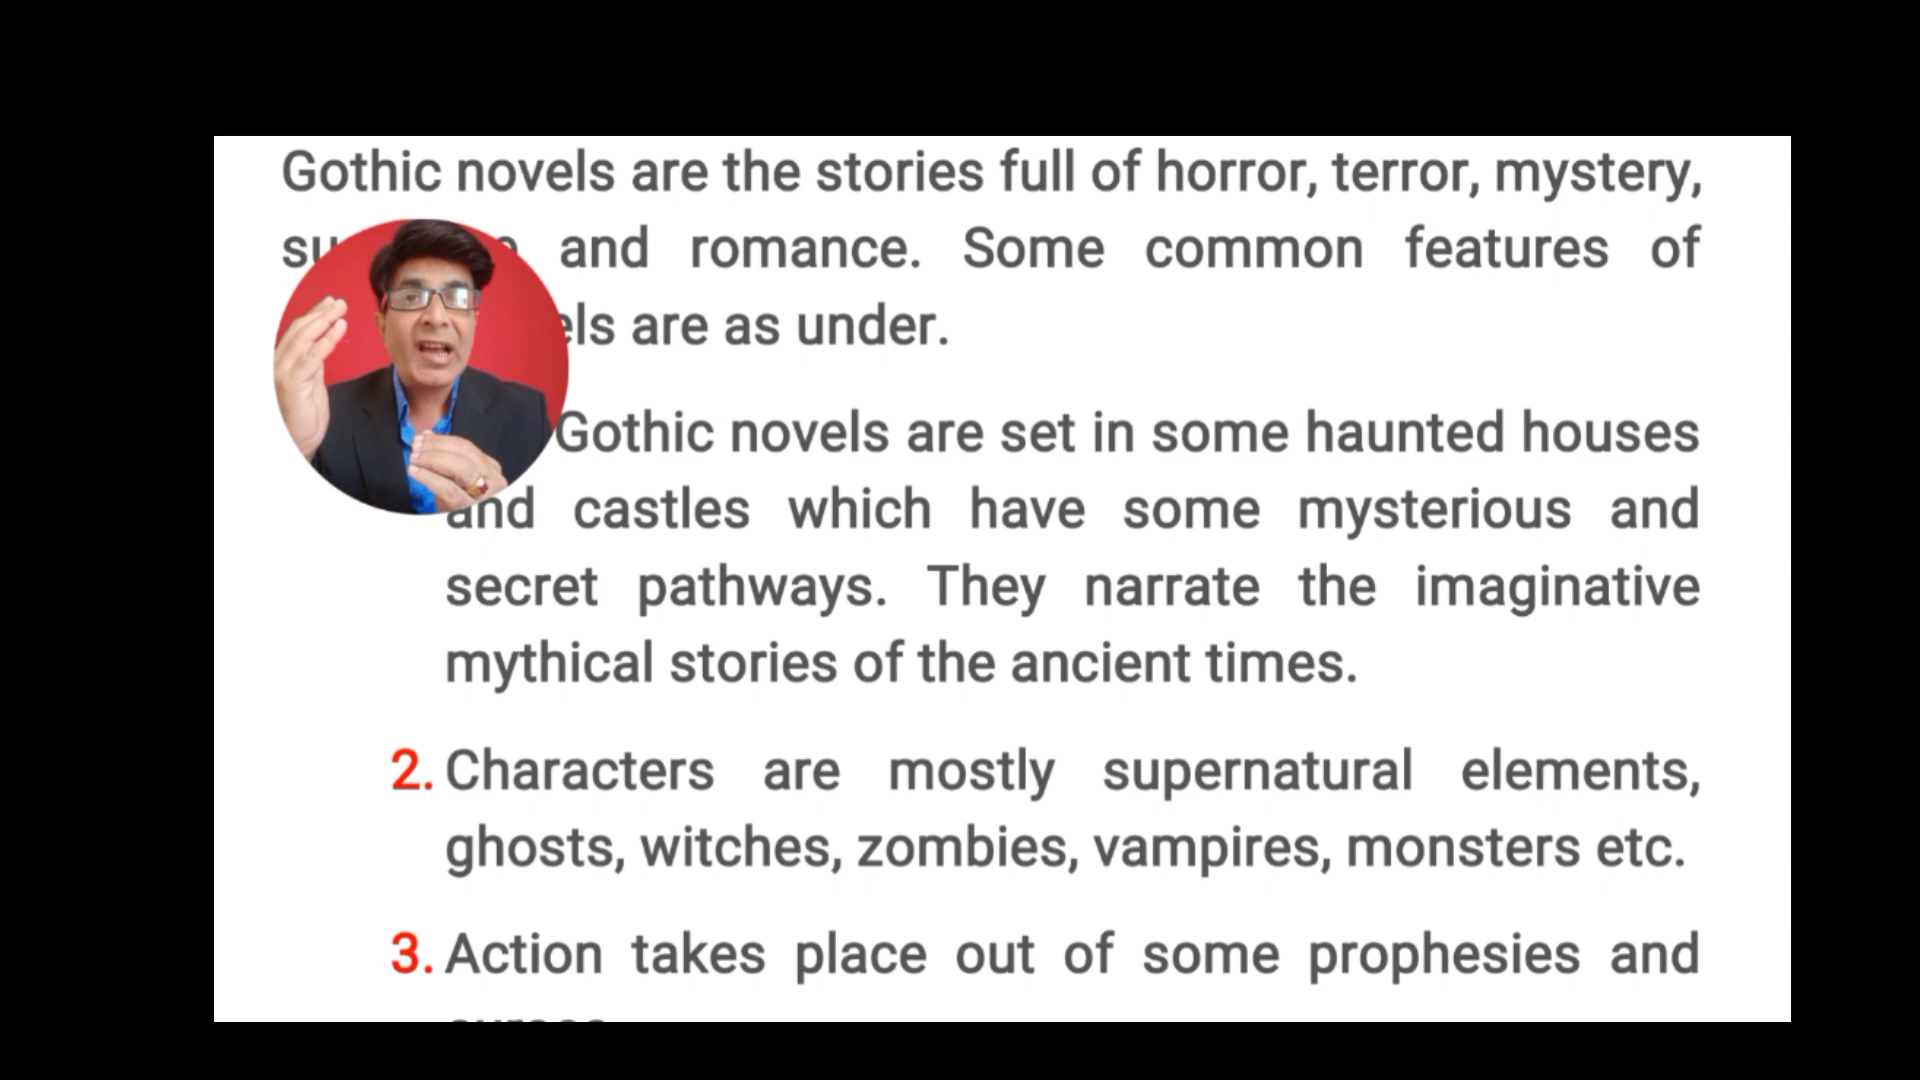 Gothic novels are the stories full of horror, terror, mystery,
and romance. Some common features of
are as under.
Gothic novels are set in some haunted houses
and castles which have some mysterious and
secret pathways. They narrate the imaginative
mythical stories of the ancient times.
2. Characters are mostly supernatural elements,
ghosts, witches, zombies, vampires, monsters etc.
3. Action takes place out of some prophesies and